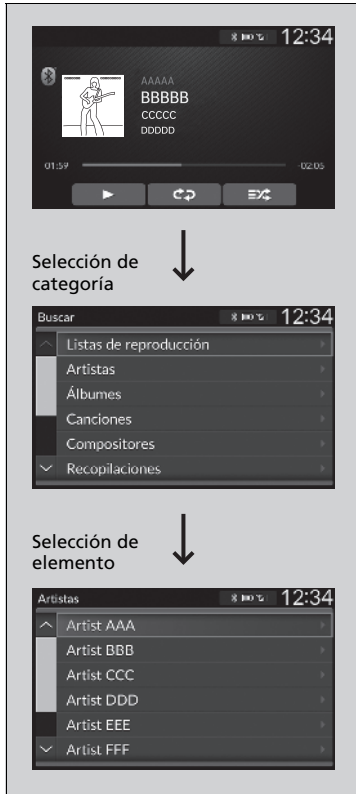 12:34
AAAAA
BBBBB
CCCCC
DDDDD
01:59 -02:05
Selección de
categoría
Buscar 12:34
Listas de reproducción
Artistas
Álbumes
Canciones
Compositores
Recopilaciones
Selección de
elemento
Artistas 12:34
Artist AAA
Artist BBB
Artist CCC
Artist DDD
Artist EEE
Artist FFF